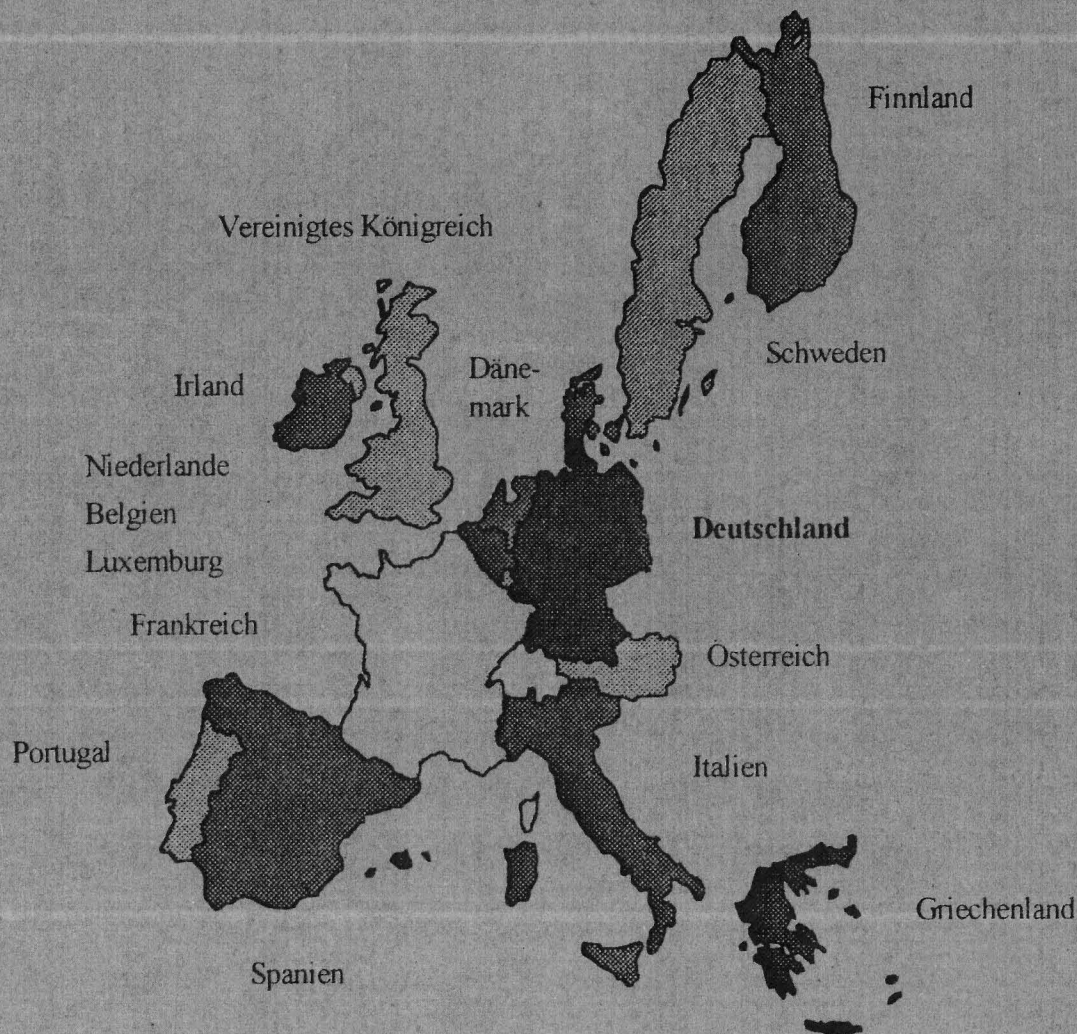 Finnland
Vereinigtes Königreich
Schweden
Irland
Däne-
mark
Niederlande
Belgien
Deutschland
Luxemburg
Frankreich
Österreich
Portugal
Italien
Griechenland
Spanien